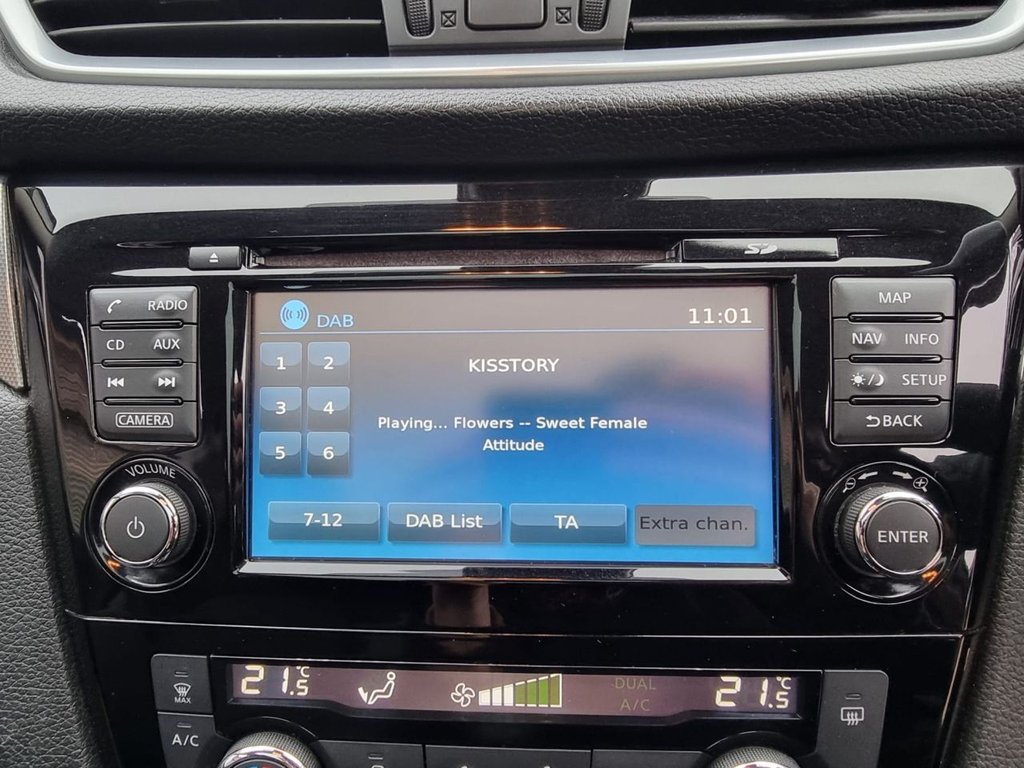 SD
RADIO
CD AUX
CAMERA
VOLUME
DAB 11:01
1 2
3 4
5 6
KISSTORY
Playing... Flowers -- Sweet Female
Attitude
7-12 DAB List TA Extra chan.
MAP
NAV INFO
SETUP
BACK
ENTER
MAX
A/C
21.5°C
DUAL
A/C
21.5°C